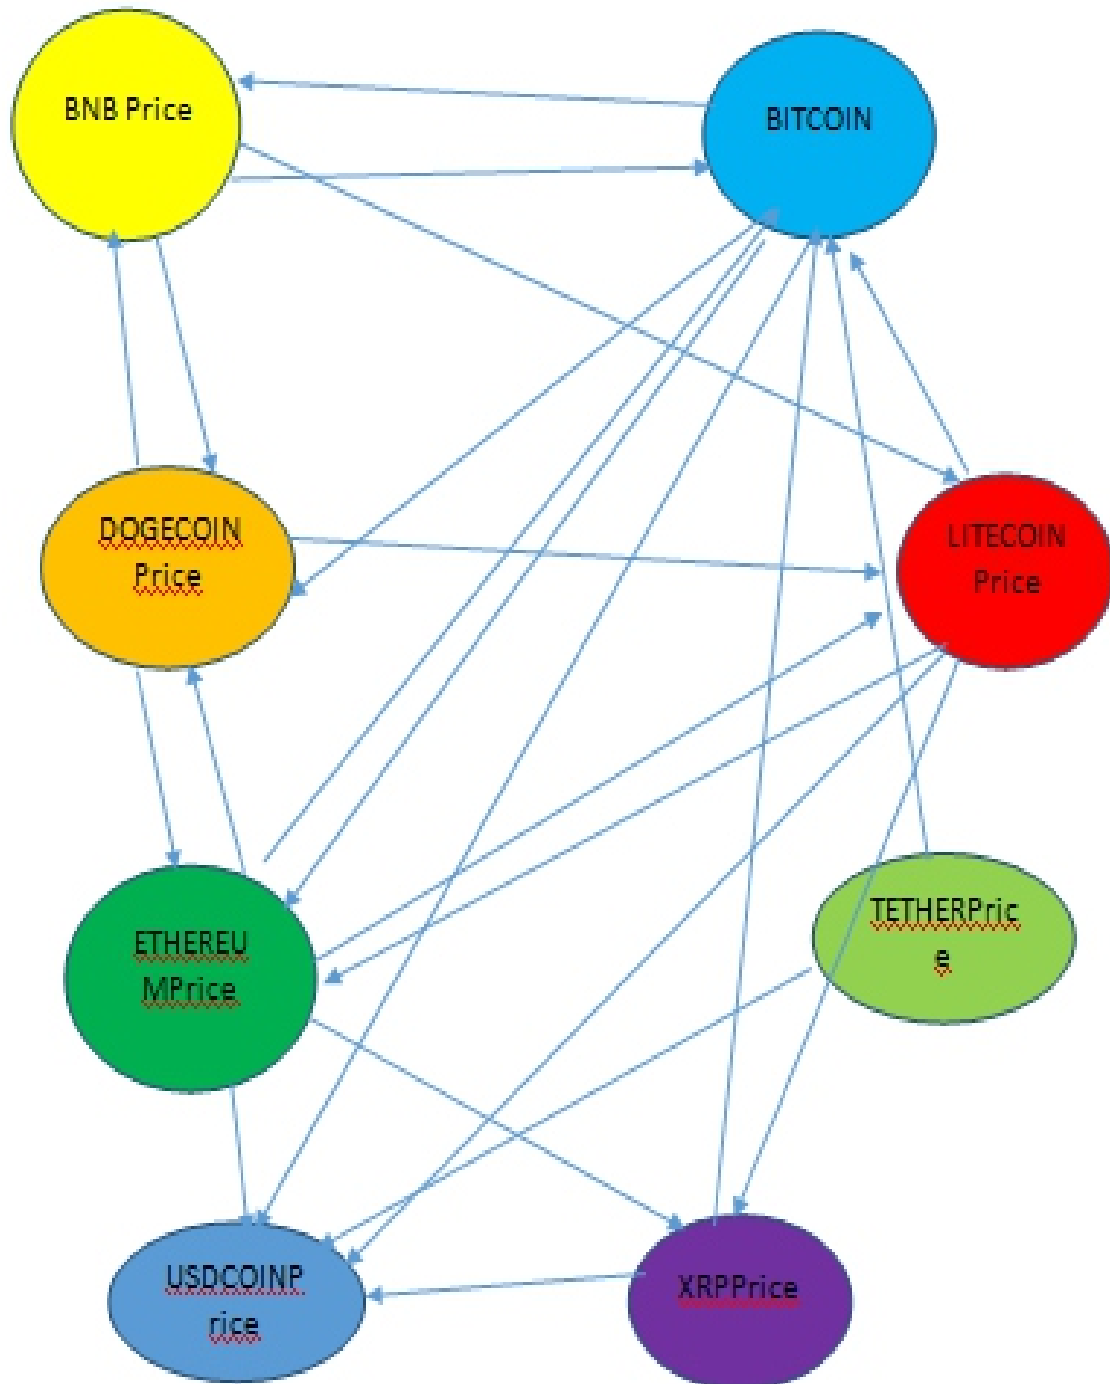 BNB Price
BITCOIN
DOGECOIN
Price
LITECOIN
Price
ETHEREU
MPrice
TETHERPric
e
USDCOINP
rice
XRPPrice